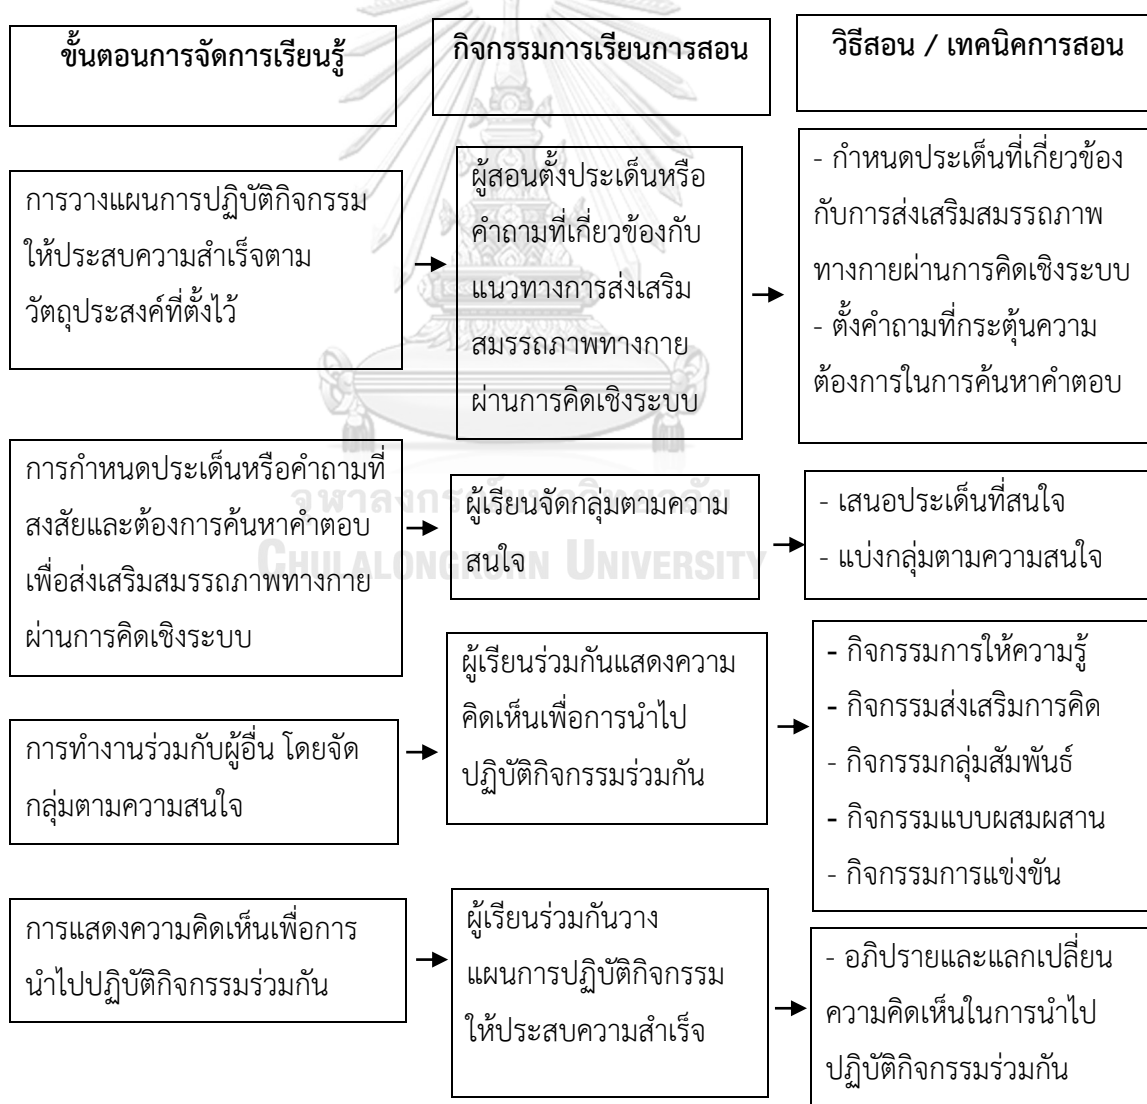 ขั้นตอนการจัดการเรียนรู้
กิจกรรมการเรียนการสอน
วิธีสอน / เทคนิคการสอน
การวางแผนการปฏิบัติกิจกรรม
ให้ประสบความสำเร็จตาม
วัตถุประสงค์ที่ตั้งไว้
ผู้สอนตั้งประเด็นหรือ
คำถามที่เกี่ยวข้องกับ
แนวทางการส่งเสริม
สมรรถภาพทางกาย
ผ่านการคิดเชิงระบบ
- กำหนดประเด็นที่เกี่ยวข้อง
กับการส่งเสริมสมรรถภาพ
ทางกายผ่านการคิดเชิงระบบ
- ตั้งคำถามที่กระตุ้นความ
ต้องการในการค้นหาคำตอบ
การกำหนดประเด็นหรือคำถามที่
สงสัยและต้องการค้นหาคำตอบ
เพื่อส่งเสริมสมรรถภาพทางกาย
ผ่านการคิดเชิงระบบ
ผู้เรียนจัดกลุ่มตามความ
สนใจ
- เสนอประเด็นที่สนใจ
- แบ่งกลุ่มตามความสนใจ
จุฬาลงกรณ์มหาวิทยาลัย
CHULALONGKORN UNIVERSITY
การทำงานร่วมกับผู้อื่น โดยจัด
กลุ่มตามความสนใจ
ผู้เรียนร่วมกันแสดงความ
คิดเห็นเพื่อการนำไป
ปฏิบัติกิจกรรมร่วมกัน
- กิจกรรมการให้ความรู้
- กิจกรรมส่งเสริมการคิด
- กิจกรรมกลุ่มสัมพันธ์
- กิจกรรมแบบผสมผสาน
- กิจกรรมการแข่งขัน
การแสดงความคิดเห็นเพื่อการ
นำไปปฏิบัติกิจกรรมร่วมกัน
ผู้เรียนร่วมกันวาง
แผนการปฏิบัติกิจกรรม
ให้ประสบความสำเร็จ
- อภิปรายและแลกเปลี่ยน
ความคิดเห็นในการนำไป
ปฏิบัติกิจกรรมร่วมกัน